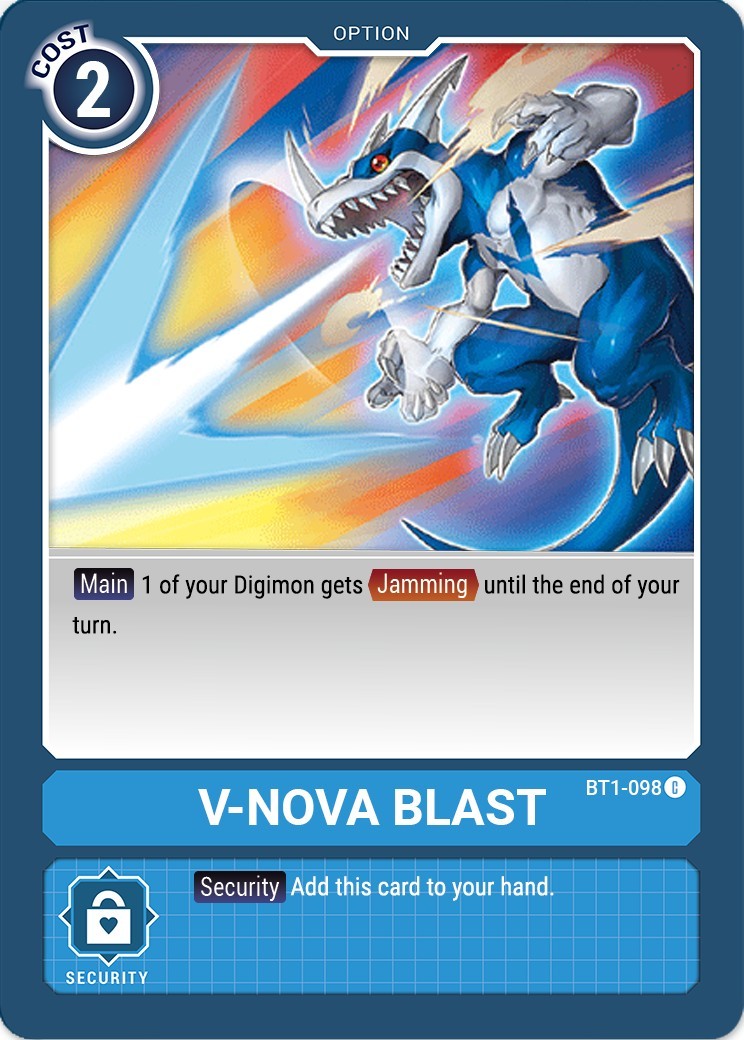 OPTION
COST
2
Main 1 of your Digimon gets Jamming until the end of your
turn.
V-NOVA BLAST
BT1-098 C
Security Add this card to your hand.
SECURITY